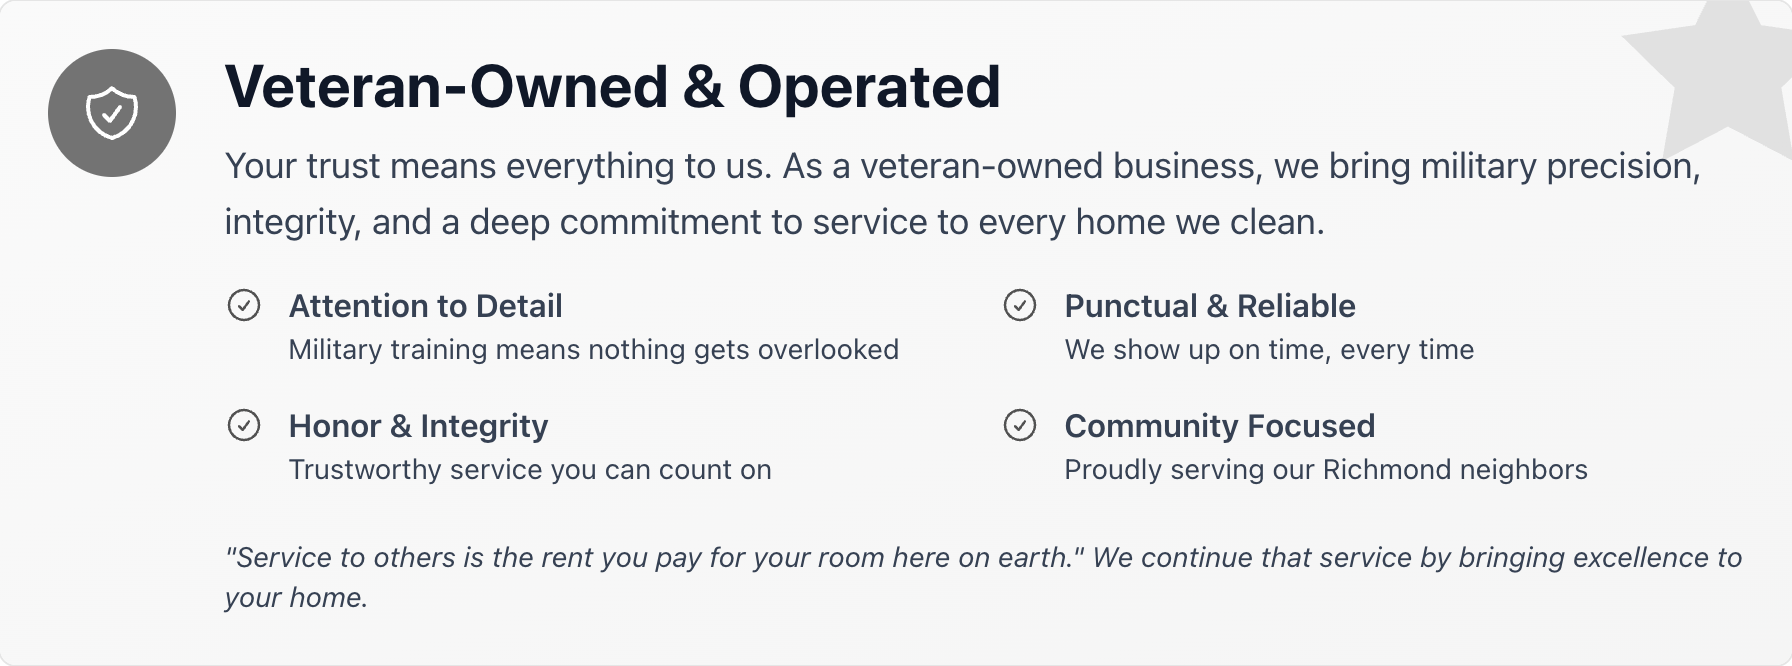 Veteran-Owned & Operated
Your trust means everything to us. As a veteran-owned business, we bring military precision,
integrity, and a deep commitment to service to every home we clean.
Attention to Detail
Military training means nothing gets overlooked
Punctual & Reliable
We show up on time, every time
Honor & Integrity
Trustworthy service you can count on
Community Focused
Proudly serving our Richmond neighbors
"Service to others is the rent you pay for your room here on earth." We continue that service by bringing excellence to
your home.